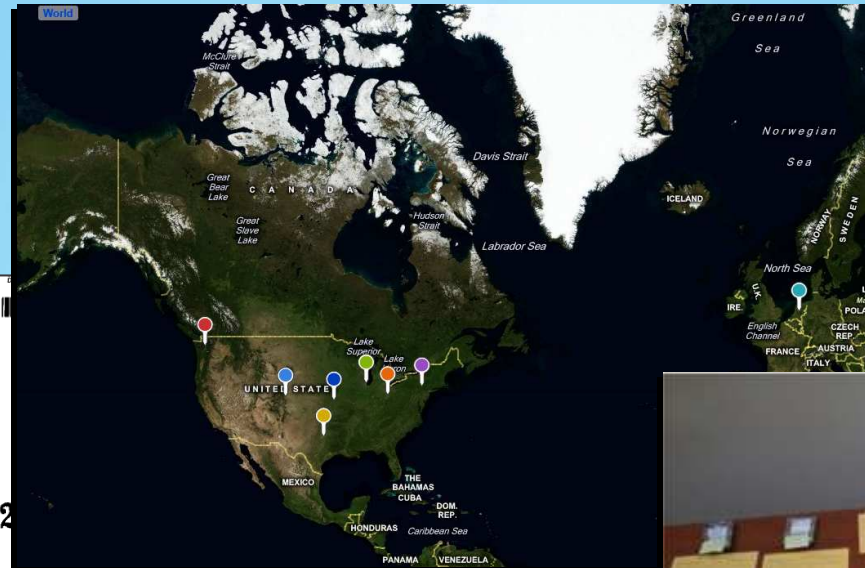 World
Greenland
Sea
McClure
Strait
Norwegian
Sea
Davis Strait
Great
Bear
Lake
C A N A D A
ICELAND
Great
Slave
Lake
Hudson
Strait
NORWAY
SWEDEN
Labrador Sea
North Sea
U.K.
IRE.
English
Channel
CZECH
REP.
Lake
Superior
Lake
FRANCE
AUSTRIA
ITALY
UNITED STATE
MEXICO
THE
BAHAMAS
CUBA
DOM.
REP.
HONDURAS
Caribbean Sea
PANAMA
VENEZUELA
2